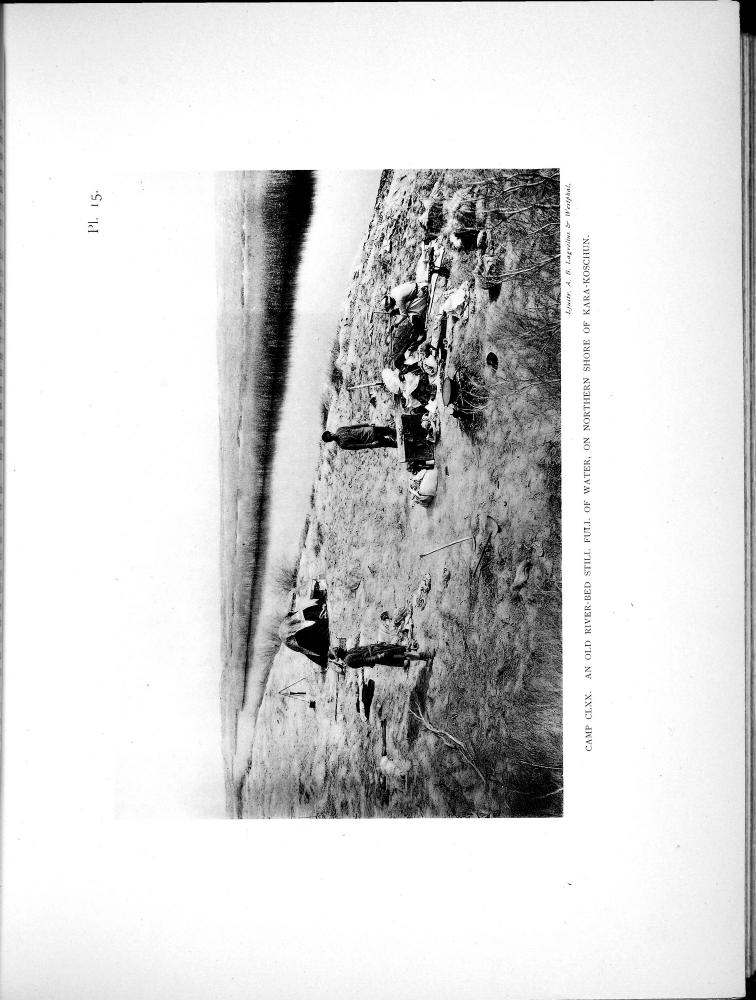 Pl. 15.
Ljustr. A. B. Lagrelius & Westphal.
CAMP CLXX. AN OLD RIVER-BED STILL FULL OF WATER, ON NORTHERN SHORE OF KARA-KOSCHUN.